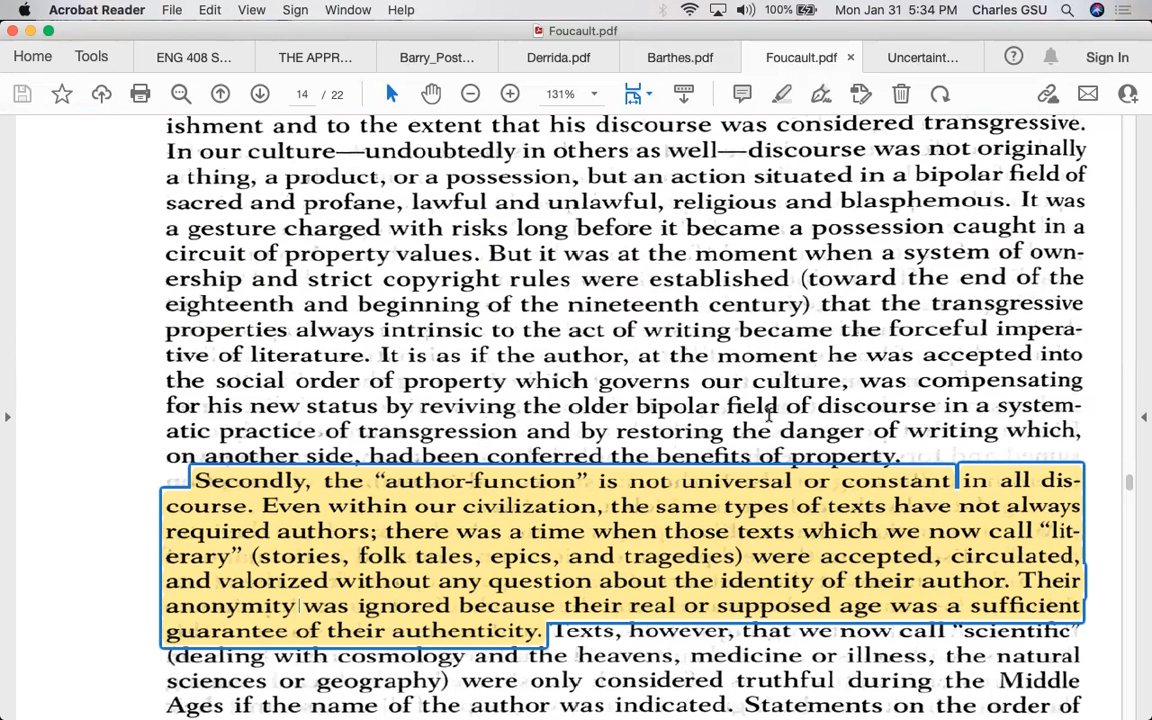 Acrobat Reader File Edit View Sign Window Help 100% Mon Jan 31 5:34 PM Charles GSU
Foucault.pdf
Home Tools ENG 408 S... THE APPR... Barry_Post... Derrida.pdf Barthes.pdf Foucault.pdf × Uncertaint... Sign In
14 / 22 131%
ishment and to the extent that his discourse was considered transgressive.
In our culture—undoubtedly in others as well—discourse was not originally
a thing, a product, or a possession, but an action situated in a bipolar field of
sacred and profane, lawful and unlawful, religious and blasphemous. It was
a gesture charged with risks long before it became a possession caught in a
circuit of property values. But it was at the moment when a system of own-
ership and strict copyright rules were established (toward the end of the
eighteenth and beginning of the nineteenth century) that the transgressive
properties always intrinsic to the act of writing became the forceful impera-
tive of literature. It is as if the author, at the moment he was accepted into
the social order of property which governs our culture, was compensating
for his new status by reviving the older bipolar field of discourse in a system-
atic practice of transgression and by restoring the danger of writing which,
on another side, had been conferred the benefits of property.
Secondly, the “author-function” is not universal or constant in all dis-
course. Even within our civilization, the same types of texts have not always
required authors; there was a time when those texts which we now call “lit-
erary” (stories, folk tales, epics, and tragedies) were accepted, circulated,
and valorized without any question about the identity of their author. Their
anonymity was ignored because their real or supposed age was a sufficient
guarantee of their authenticity. Texts, however, that we now call “scientific”
(dealing with cosmology and the heavens, medicine or illness, the natural
sciences or geography) were only considered truthful during the Middle
Ages if the name of the author was indicated. Statements on the order of